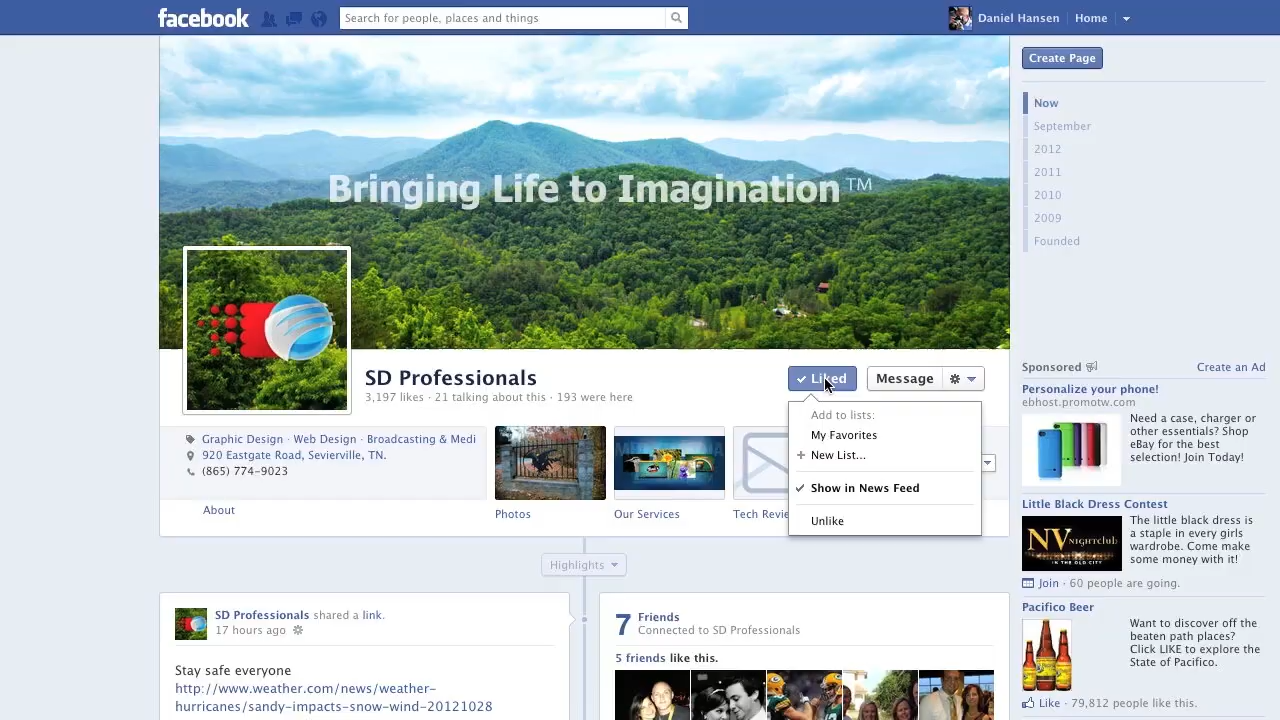 facebook
Search for people, places and things
Daniel Hansen
Home
Create Page
Now
September
2012
2011
2010
2009
Founded
Bringing Life to Imagination™
SD Professionals
3,197 likes · 21 talking about this · 193 were here
Liked
Message
Add to lists:
My Favorites
+ New List...
✓ Show in News Feed
Unlike
Graphic Design · Web Design · Broadcasting & Medi
920 Eastgate Road, Sevierville, TN.
(865) 774-9023
About
Photos
Our Services
Tech Revie
Highlights
SD Professionals shared a link.
17 hours ago
Stay safe everyone
http://www.weather.com/news/weather-
hurricanes/sandy-impacts-snow-wind-20121028
7 Friends
Connected to SD Professionals
5 friends like this.
Sponsored
Create an Ad
Personalize your phone!
ebhost.promotw.com
Need a case, charger or
other essentials? Shop
eBay for the best
selection! Join Today!
Little Black Dress Contest
NV NIGHTCLUB
IN THE OLD CITY
The little black dress is
a staple in every girls
wardrobe. Come make
some money with it!
Join · 60 people are going.
Pacifico Beer
Want to discover off the
beaten path places?
Click LIKE to explore the
State of Pacifico.
Like · 79,812 people like this.